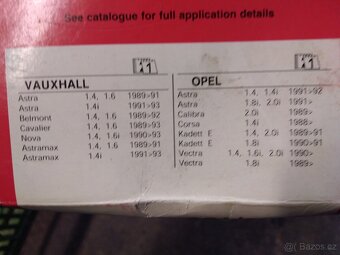 See catalogue for full application details
VAUXHALL
Astra 1.4, 1.6 1989>91
Astra 1.4i 1991>93
Belmont 1.4, 1.6 1989>92
Cavalier 1.4, 1.6 1989>93
Nova 1.4, 1.6i 1990>93
Astramax 1.4, 1.6 1989>91
Astramax 1.4i 1991>93
OPEL
Astra 1.4, 1.4i 1991>92
Astra 1.8i, 2.0i 1991>
Calibra 2.0i 1989>
Corsa 1.4i 1988>
Kadett E 1.4, 2.0i 1989>91
Kadett E 1.8i 1990>91
Vectra 1.4, 1.6i, 2.0i 1990>
Vectra 1.8i 1989>
Bazos.cz